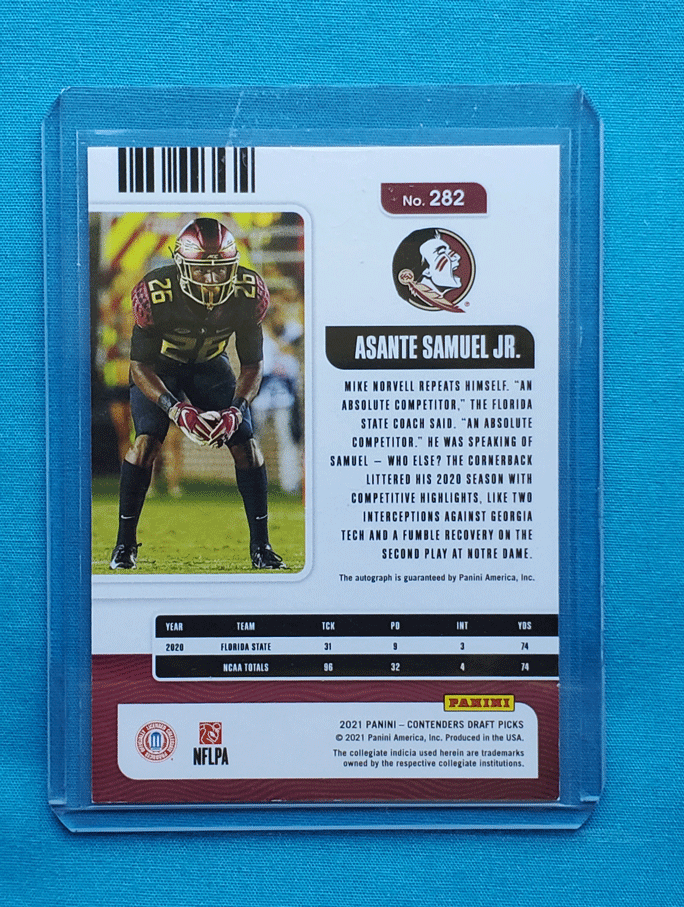 No. 282
26
26
26
ASANTE SAMUEL JR.
MIKE NORVELL REPEATS HIMSELF. "AN
ABSOLUTE COMPETITOR," THE FLORIDA
STATE COACH SAID. "AN ABSOLUTE
COMPETITOR." HE WAS SPEAKING OF
SAMUEL – WHO ELSE? THE CORNERBACK
LITTERED HIS 2020 SEASON WITH
COMPETITIVE HIGHLIGHTS, LIKE TWO
INTERCEPTIONS AGAINST GEORGIA
TECH AND A FUMBLE RECOVERY ON THE
SECOND PLAY AT NOTRE DAME.
The autograph is guaranteed by Panini America, Inc.
YEAR TEAM TCK PD INT YDS
2020 FLORIDA STATE 31 9 3 74
NCAA TOTALS 96 32 4 74
PANINI
2021 PANINI – CONTENDERS DRAFT PICKS
© 2021 Panini America, Inc. Produced in the USA.
The collegiate indicia used herein are trademarks
owned by the respective collegiate institutions.
NFLPA